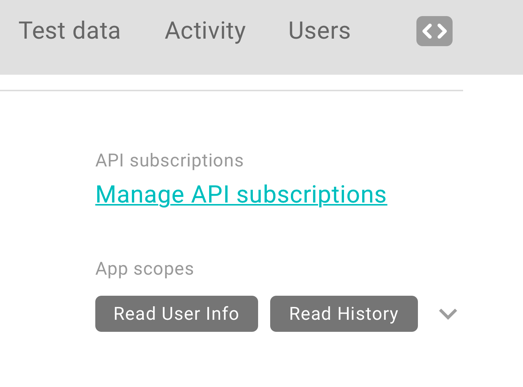 Test data Activity Users <>
API subscriptions
Manage API subscriptions
App scopes
Read User Info Read History